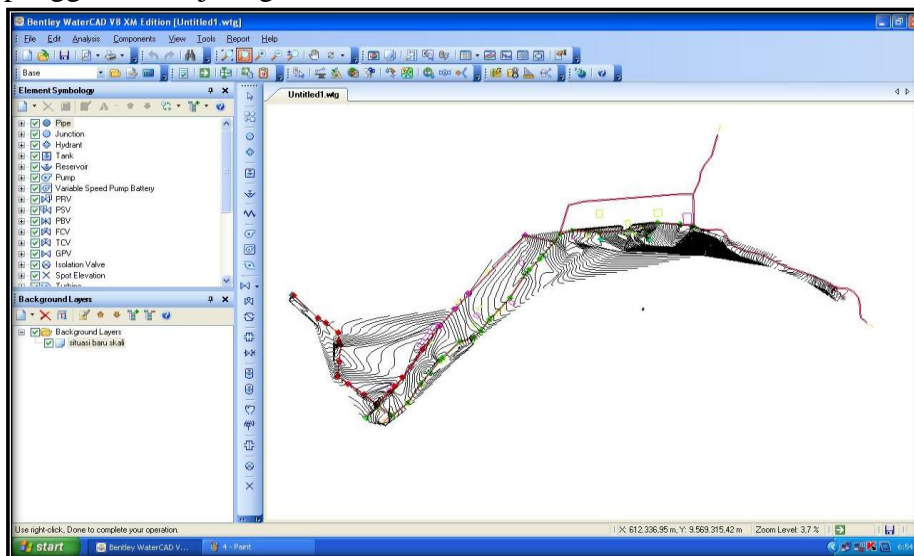 Bentley WaterCAD V8 XM Edition [Untitled1.wtg]
File Edit Analysis Components View Tools Report Help
Base
Element Symbology
Untitled1.wtg
Pipe
Junction
Hydrant
Tank
Reservoir
Pump
Variable Speed Pump Battery
PRV
PSV
PBV
FCV
TCV
GPV
Isolation Valve
Spot Elevation
Turbine
Background Layers
Background Layers
situasi baru skali
Use right-click, Done to complete your operation.
X: 612.336,95 m, Y: 9.569.315,42 m Zoom Level: 3,7 %
start
Bentley WaterCAD V...
4 - Paint
6:54